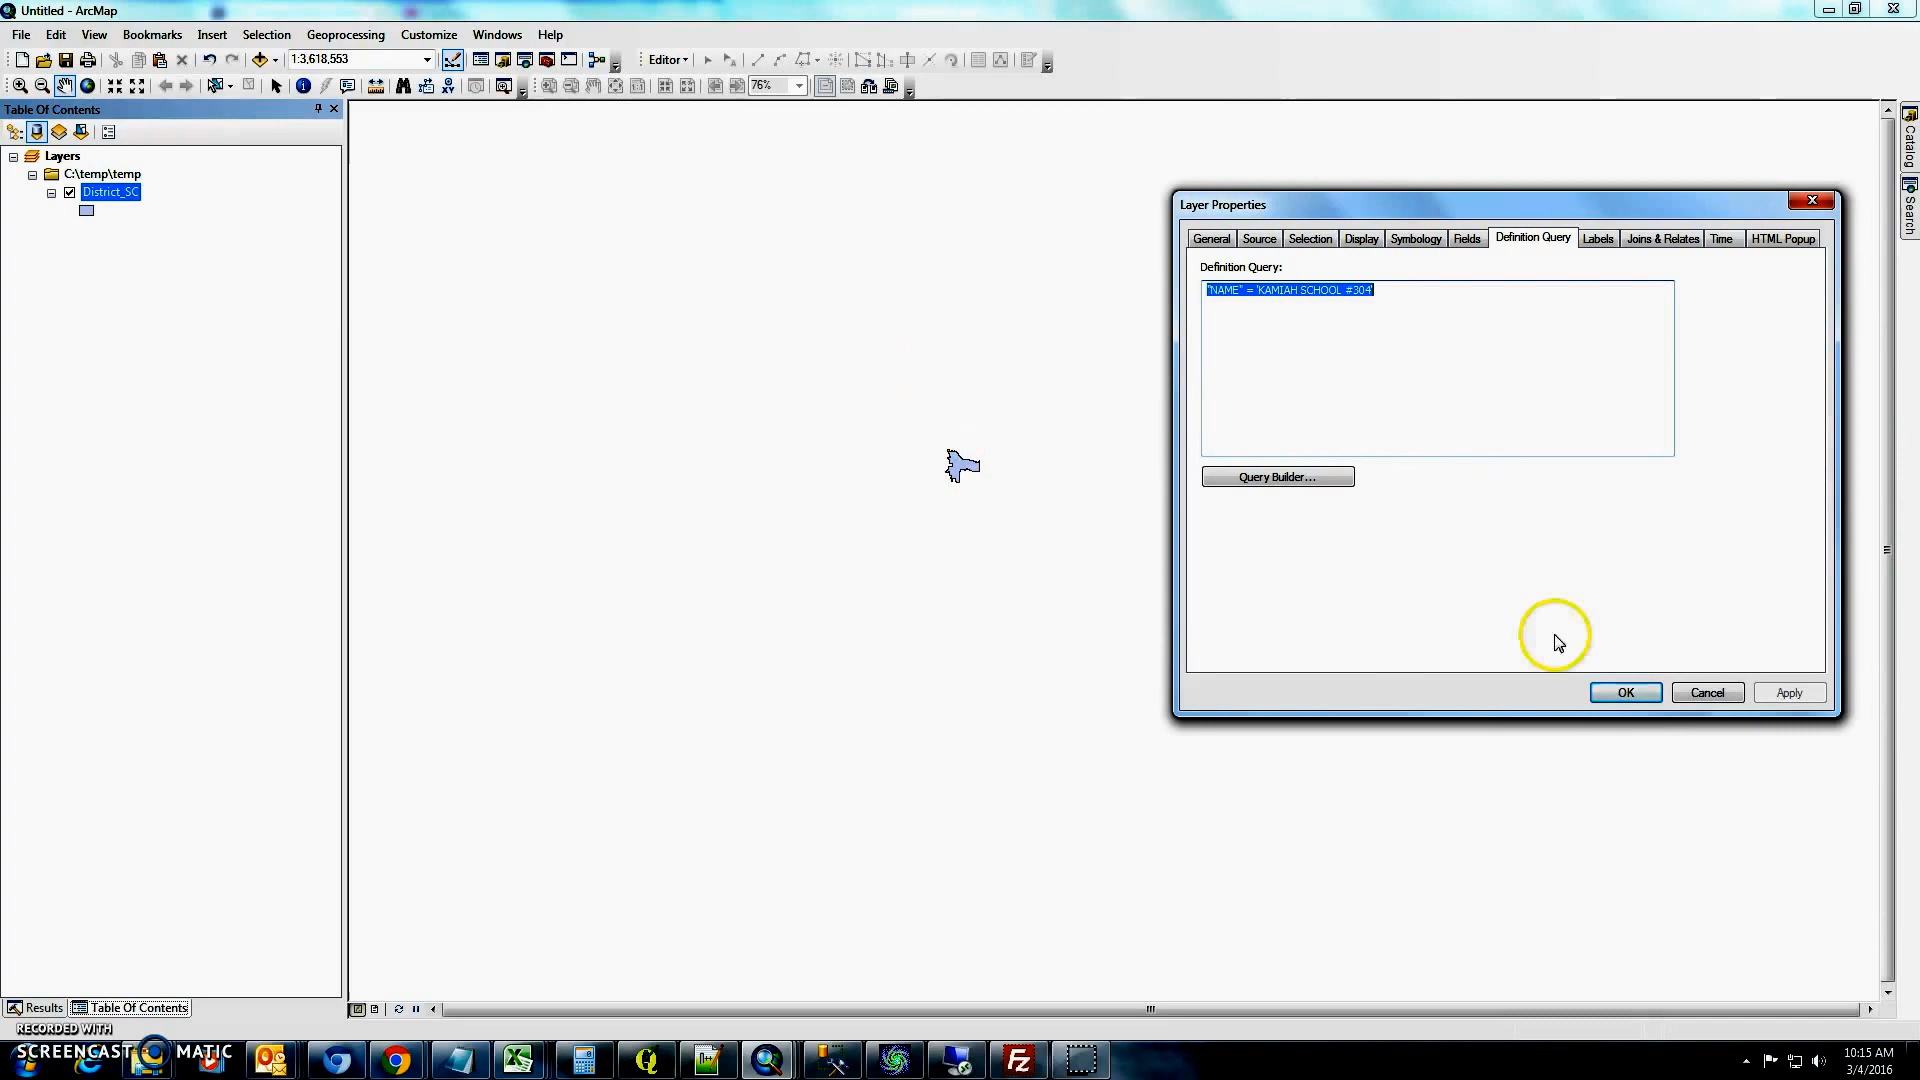 Untitled - ArcMap
File Edit View Bookmarks Insert Selection Geoprocessing Customize Windows Help
1:3,618,553
Editor
76%
Table Of Contents
Layers
C:\temp\temp
District_SC
Catalog
Search
Layer Properties
General Source Selection Display Symbology Fields Definition Query Labels Joins & Relates Time HTML Popup
Definition Query:
"NAME" = 'KAMIAH SCHOOL #304'
Query Builder...
OK Cancel Apply
Results Table Of Contents
RECORDED WITH
SCREENCAST MATIC
10:15 AM
3/4/2016